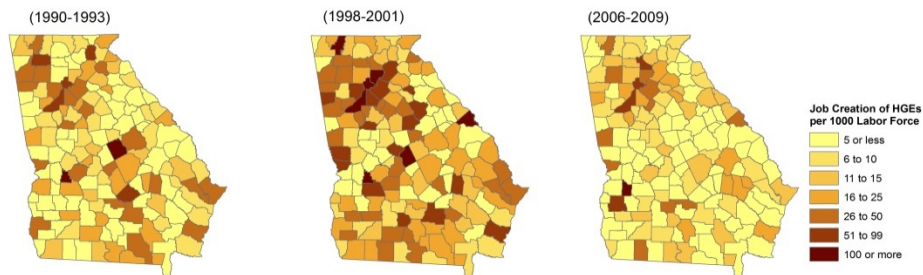 (1990-1993)
(1998-2001)
(2006-2009)
Job Creation of HGEs
per 1000 Labor Force
5 or less
6 to 10
11 to 15
16 to 25
26 to 50
51 to 99
100 or more